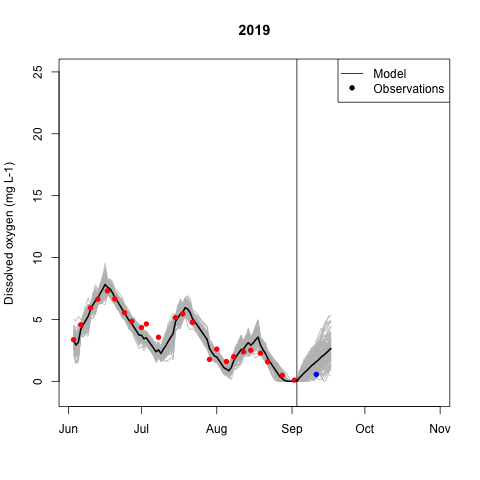 2019
Model
Observations
Dissolved oxygen (mg L-1)
25
20
15
10
5
0
Jun Jul Aug Sep Oct Nov